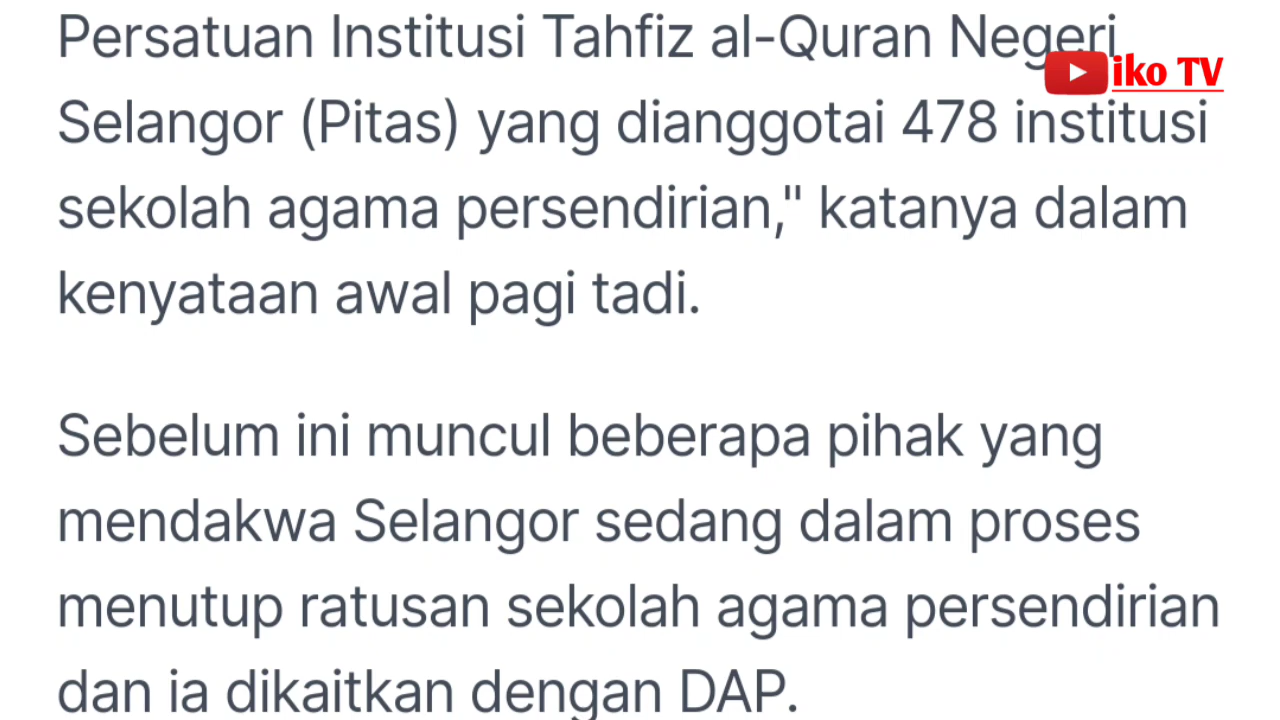 Persatuan Institusi Tahfiz al-Quran Negeri
iko TV
Selangor (Pitas) yang dianggotai 478 institusi
sekolah agama persendirian," katanya dalam
kenyataan awal pagi tadi.
Sebelum ini muncul beberapa pihak yang
mendakwa Selangor sedang dalam proses
menutup ratusan sekolah agama persendirian
dan ia dikaitkan dengan DAP.